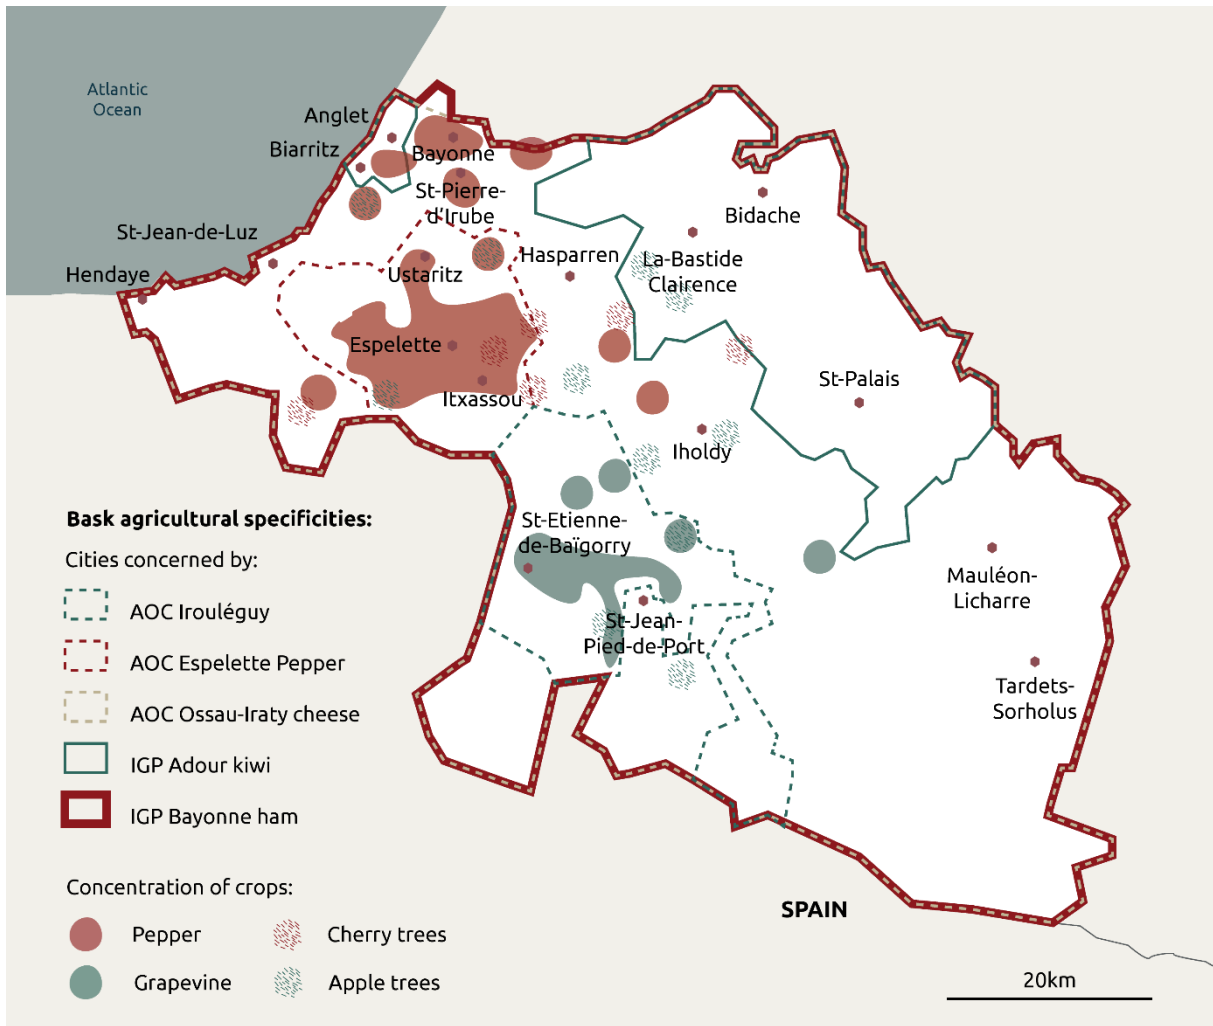 Atlantic
Ocean
Anglet
Biarritz
Bayonne
St-Pierre-
d'Irube
Bidache
St-Jean-de-Luz
Hasparren
La-Bastide
Clairence
Hendaye
Ustaritz
Espelette
St-Palais
Itxassou
Iholdy
St-Etienne-
de-Baïgorry
Mauléon-
Licharre
St-Jean-
Pied-de-Port
Tardets-
Sorholus
SPAIN
20km
Bask agricultural specificities:
Cities concerned by:
AOC Irouléguy
AOC Espelette Pepper
AOC Ossau-Iraty cheese
IGP Adour kiwi
IGP Bayonne ham
Concentration of crops:
Pepper
Cherry trees
Grapevine
Apple trees